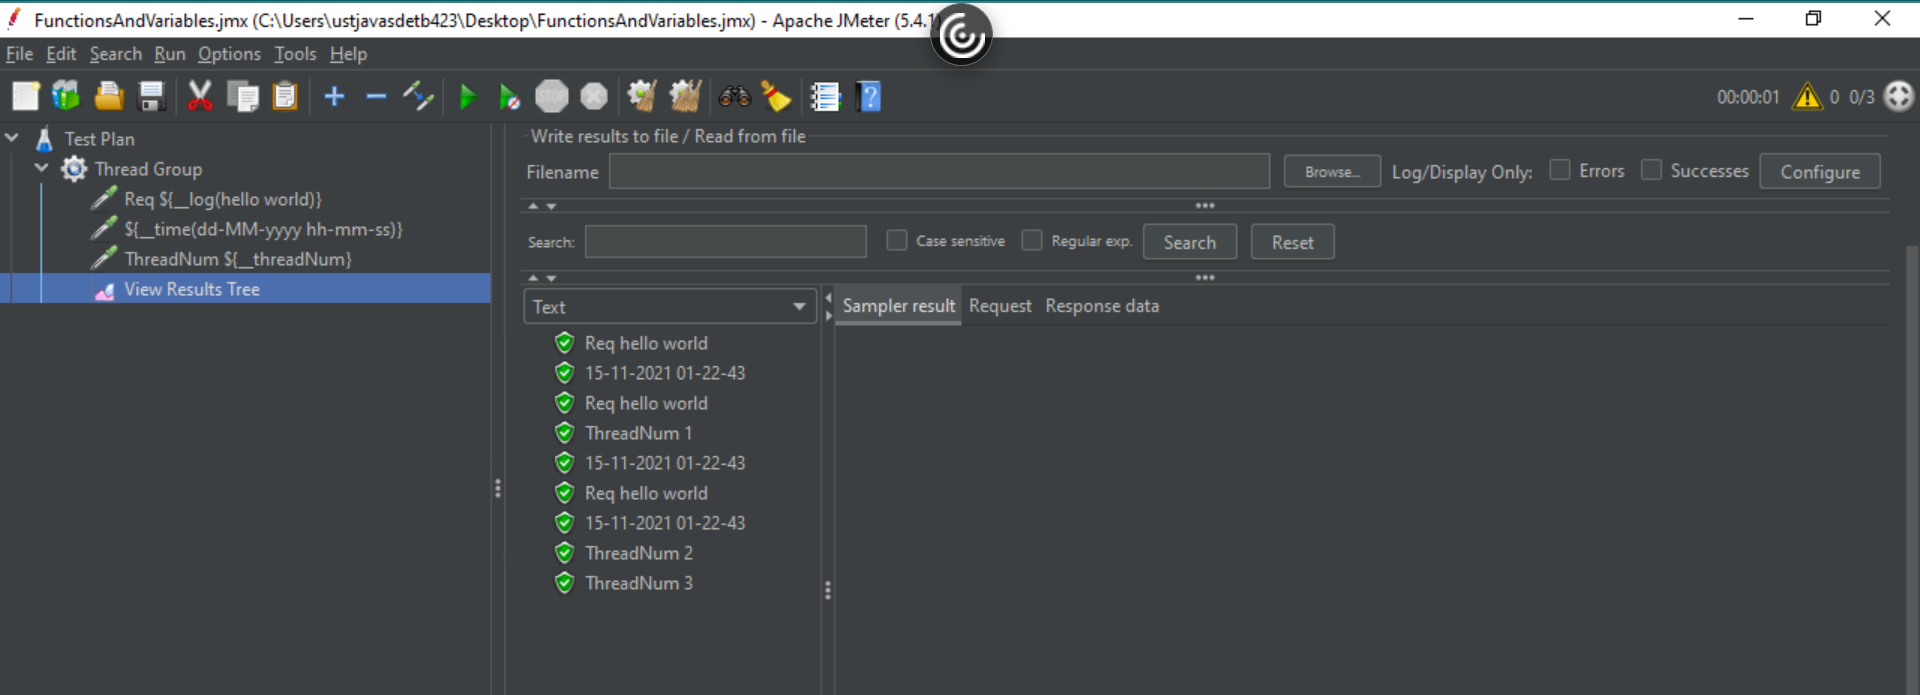 FunctionsAndVariables.jmx (C:\Users\ustjavasdetb423\Desktop\FunctionsAndVariables.jmx) - Apache JMeter (5.4.1)
File Edit Search Run Options Tools Help
STOP
00:00:01 0 0/3
Test Plan
Thread Group
Req ${__log(hello world)}
${__time(dd-MM-yyyy hh-mm-ss)}
ThreadNum ${__threadNum}
View Results Tree
Write results to file / Read from file
Filename Browse... Log/Display Only: Errors Successes Configure
Search: Case sensitive Regular exp. Search Reset
Text
Sampler result Request Response data
Req hello world
15-11-2021 01-22-43
Req hello world
ThreadNum 1
15-11-2021 01-22-43
Req hello world
15-11-2021 01-22-43
ThreadNum 2
ThreadNum 3